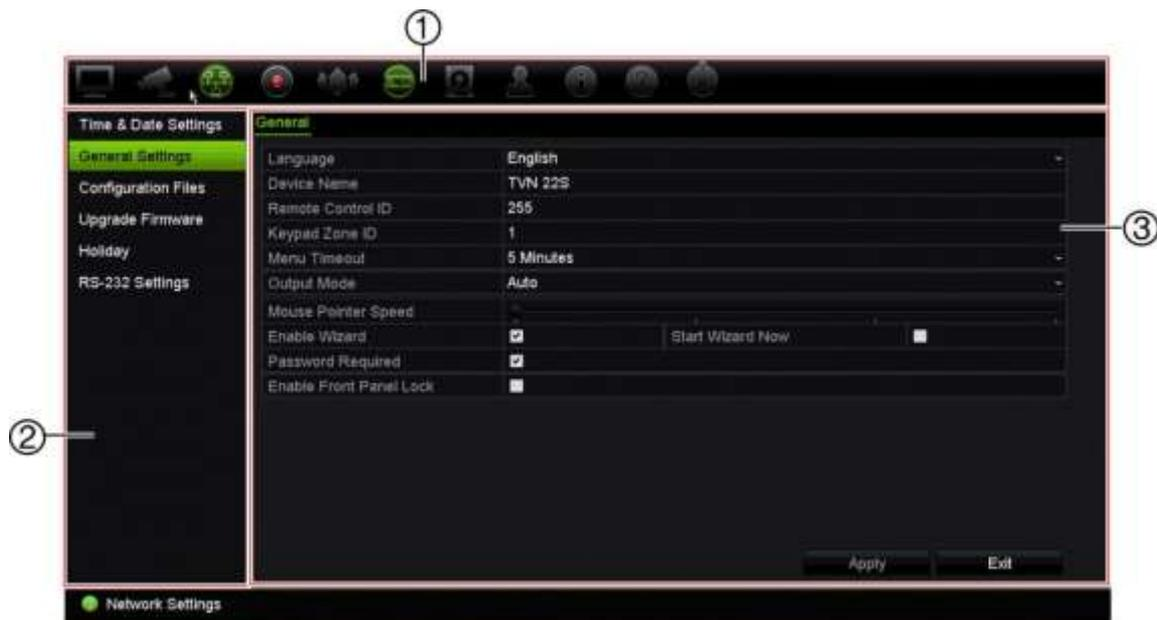 ①
Time & Date Settings
General Settings
Configuration Files
Upgrade Firmware
Holiday
RS-232 Settings
②
General
Language English
Device Name TVN 22S
Remote Control ID 255
Keypad Zone ID 1
Menu Timeout 5 Minutes
Output Mode Auto
Mouse Pointer Speed
Enable Wizard Start Wizard Now
Password Required
Enable Front Panel Lock
③
Apply Exit
Network Settings